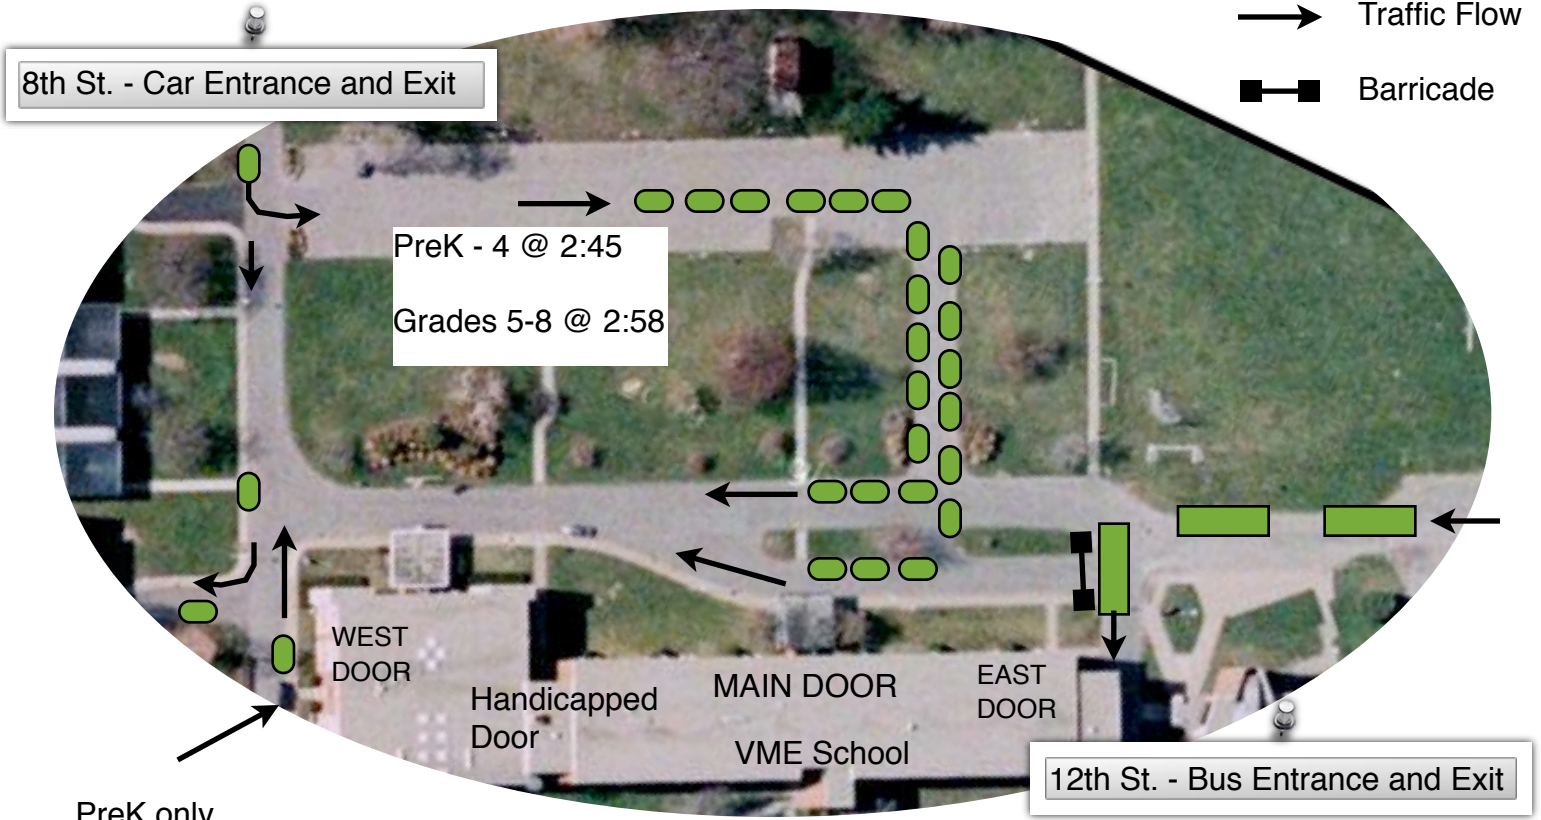 Traffic Flow
8th St. - Car Entrance and Exit
Barricade
PreK - 4 @ 2:45
Grades 5-8 @ 2:58
WEST
DOOR
Handicapped
Door
MAIN DOOR
EAST
DOOR
VME School
12th St. - Bus Entrance and Exit
PreK only